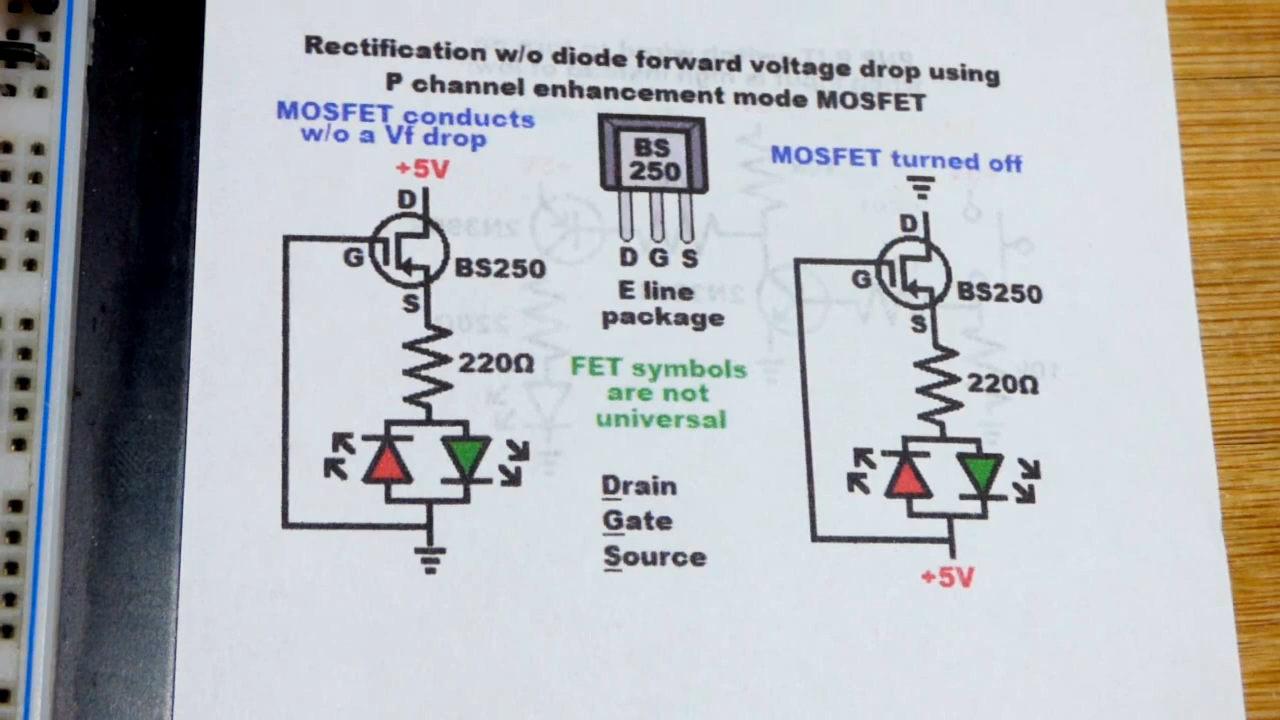 Rectification w/o diode forward voltage drop using
P channel enhancement mode MOSFET
MOSFET conducts
w/o a Vf drop
+5V
D
G
BS250
S
220Ω
BS
250
D G S
E line
package
FET symbols
are not
universal
Drain
Gate
Source
MOSFET turned off
D
G
BS250
S
220Ω
+5V